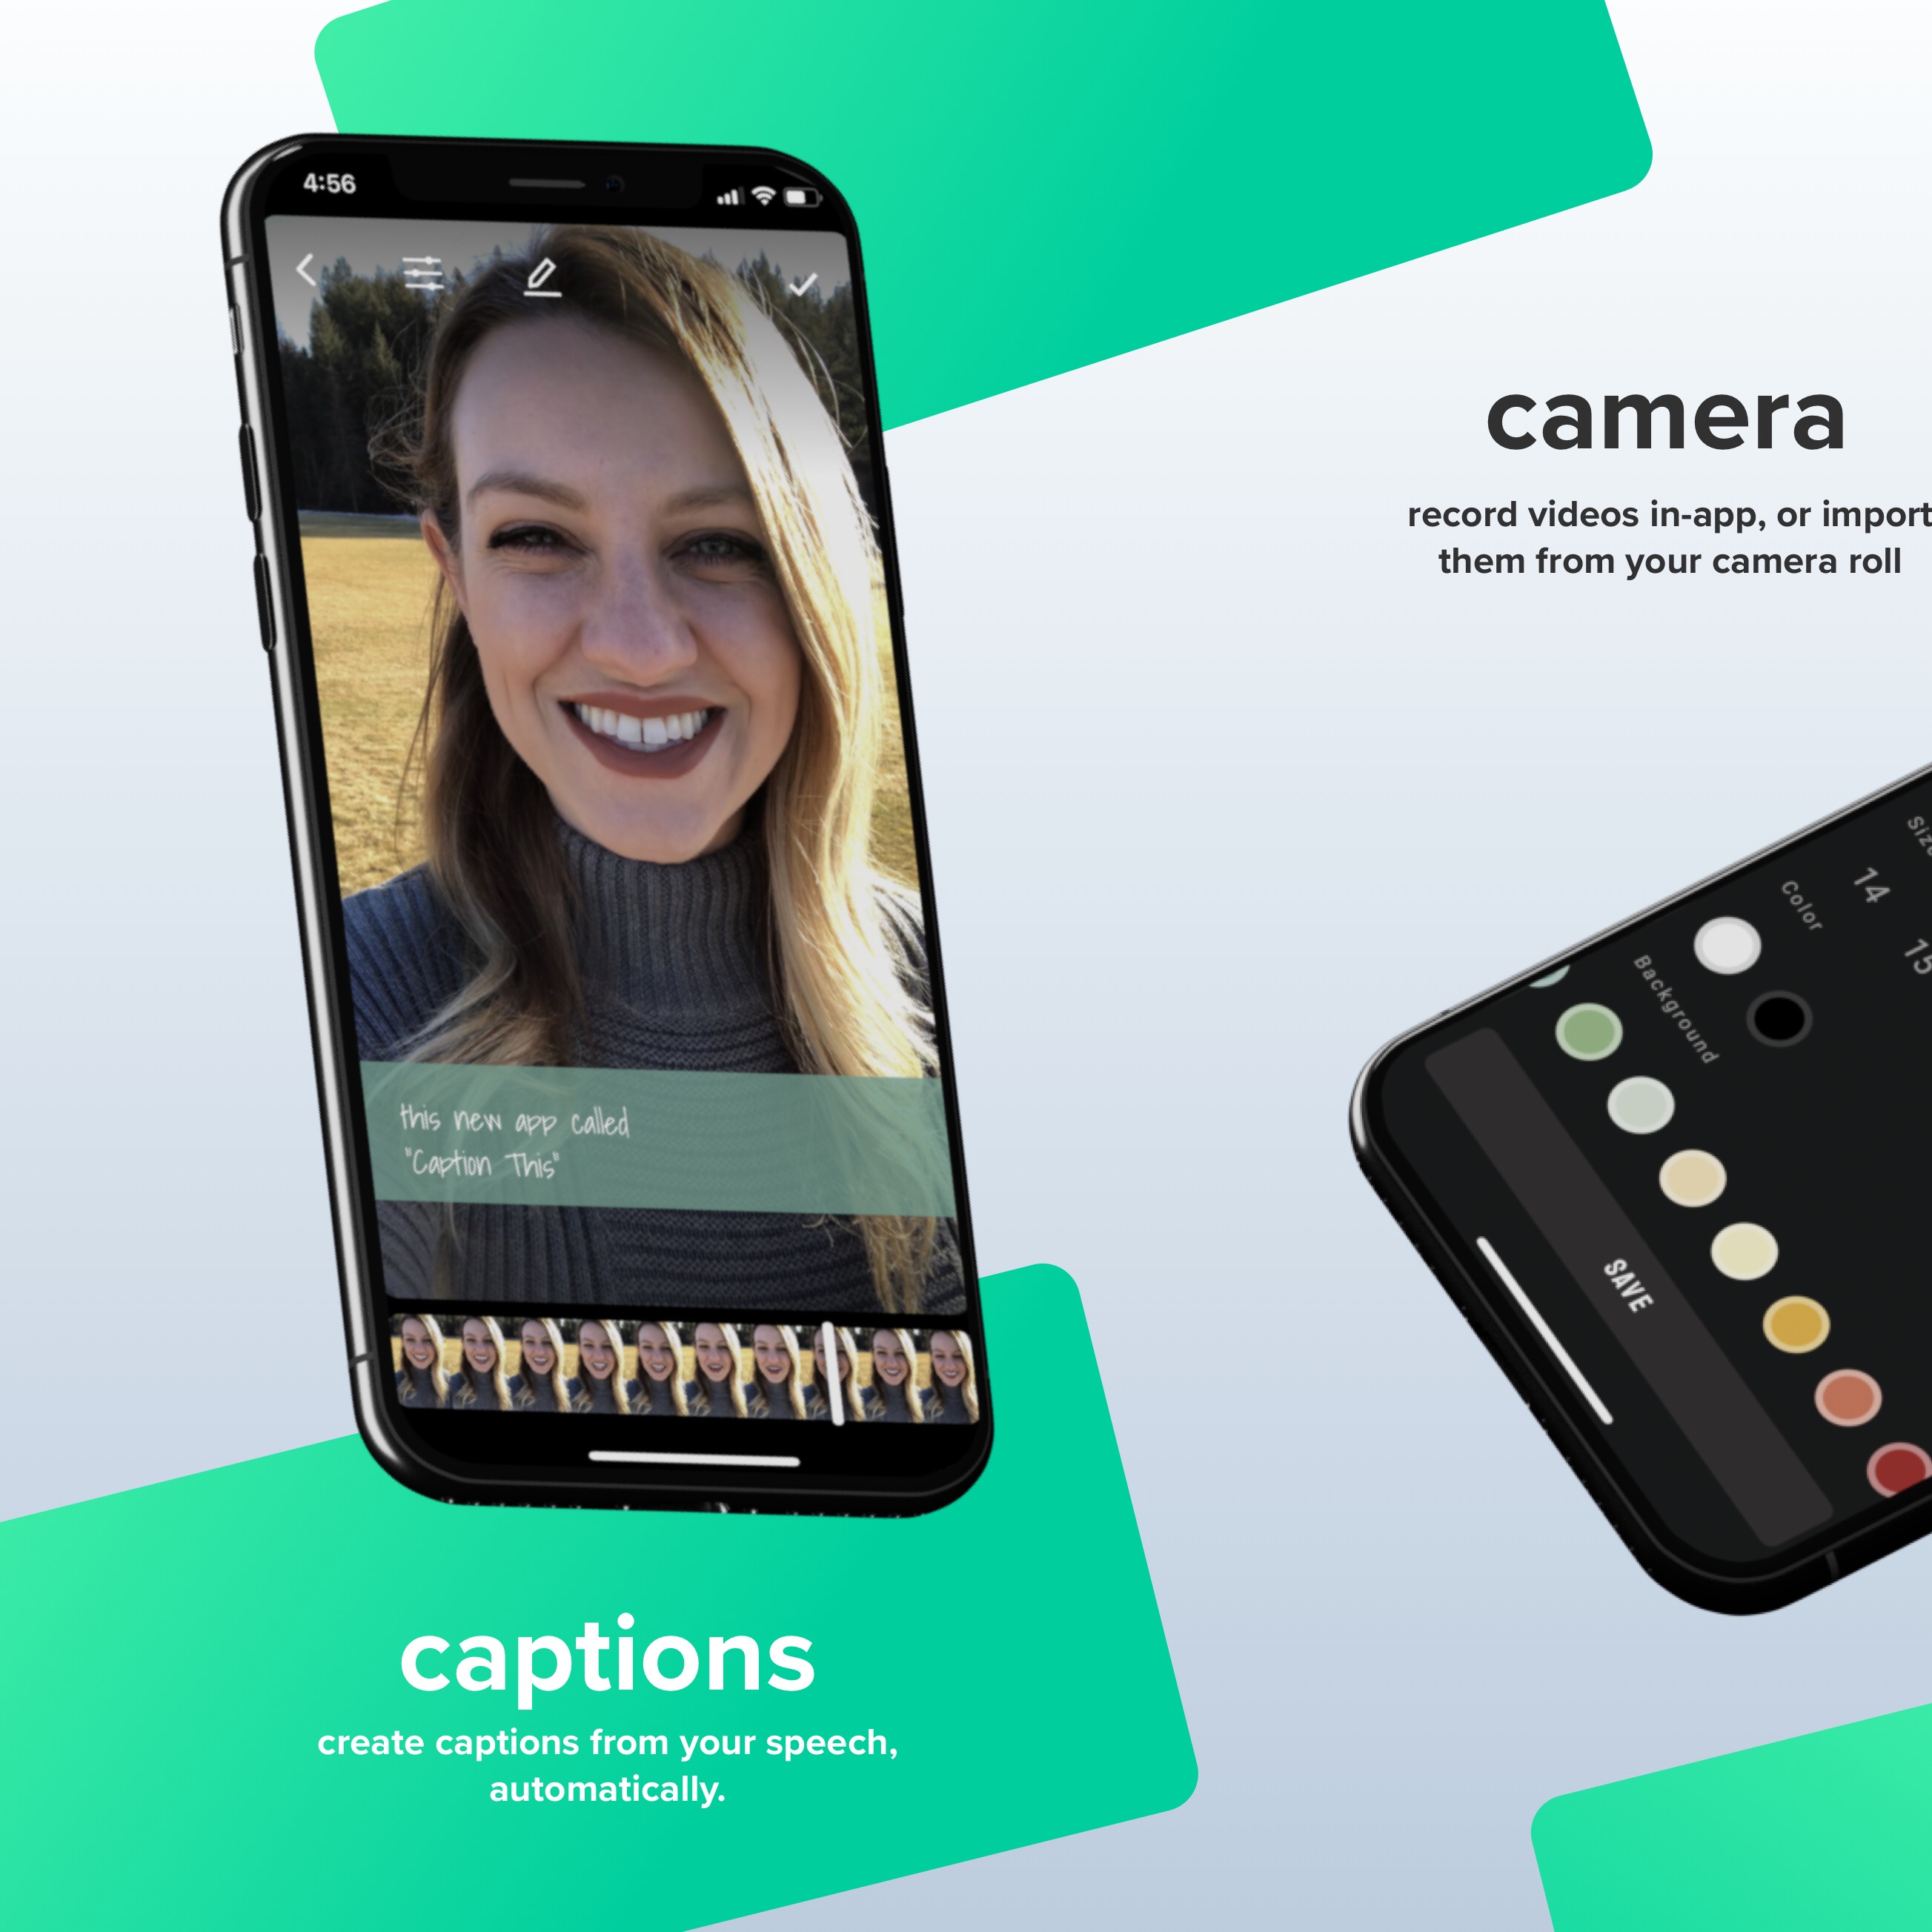 4:56
this new app called
"Caption This"
captions
create captions from your speech,
automatically.
camera
record videos in-app, or import
them from your camera roll
14
15
Color
Background
SAVE